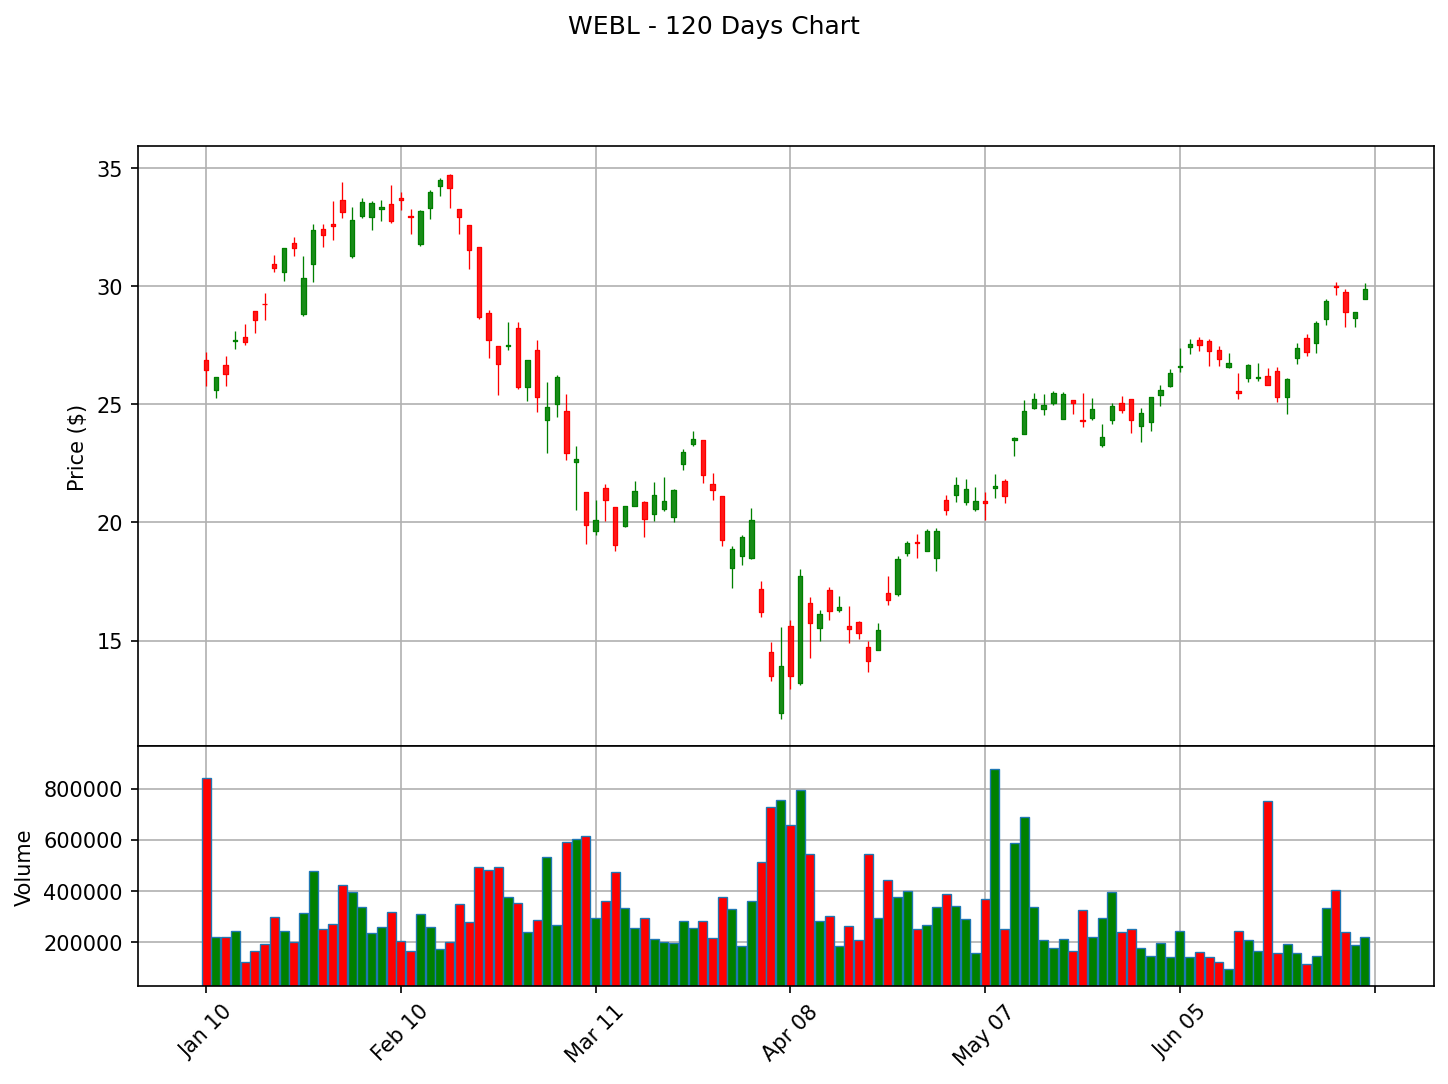 WEBL - 120 Days Chart
35
30
25
20
15
Price ($)
800000
600000
400000
200000
Volume
Jan 10
Feb 10
Mar 11
Apr 08
May 07
Jun 05